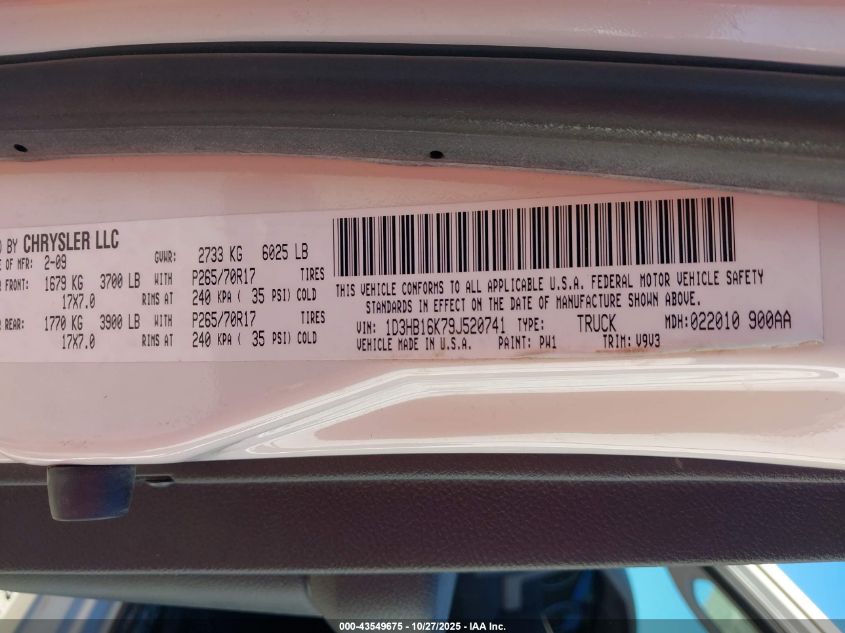 BY CHRYSLER LLC
OF MFR: 2-09 GVWR: 2733 KG 6025 LB
FRONT: 1679 KG 3700 LB WITH P265/70R17 TIRES
17X7.0 RIMS AT 240 KPA ( 35 PSI) COLD
REAR: 1770 KG 3900 LB WITH P265/70R17 TIRES
17X7.0 RIMS AT 240 KPA ( 35 PSI) COLD
THIS VEHICLE CONFORMS TO ALL APPLICABLE U.S.A. FEDERAL MOTOR VEHICLE SAFETY
STANDARDS IN EFFECT ON THE DATE OF MANUFACTURE SHOWN ABOVE.
VIN: 1D3HB16K79J520741 TYPE: TRUCK MDH:022010 900AA
VEHICLE MADE IN U.S.A. PAINT: PW1 TRIM: V9V3
000-43549675 - 10/27/2025 - IAA Inc.